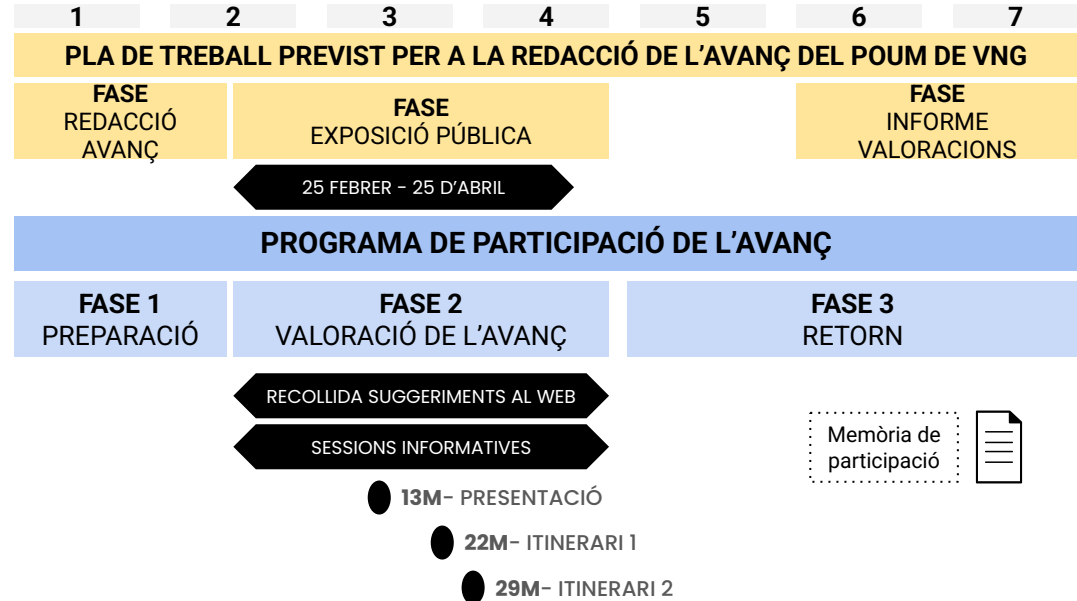 1 2 3 4 5 6 7
PLA DE TREBALL PREVIST PER A LA REDACCIÓ DE L’AVANÇ DEL POUM DE VNG
FASE
REDACCIÓ
AVANÇ
FASE
EXPOSICIÓ PÚBLICA
FASE
INFORME
VALORACIONS
25 FEBRER - 25 D’ABRIL
PROGRAMA DE PARTICIPACIÓ DE L’AVANÇ
FASE 1
PREPARACIÓ
FASE 2
VALORACIÓ DE L’AVANÇ
FASE 3
RETORN
RECOLLIDA SUGGERIMENTS AL WEB
SESSIONS INFORMATIVES
Memòria de
participació
13M- PRESENTACIÓ
22M- ITINERARI 1
29M- ITINERARI 2